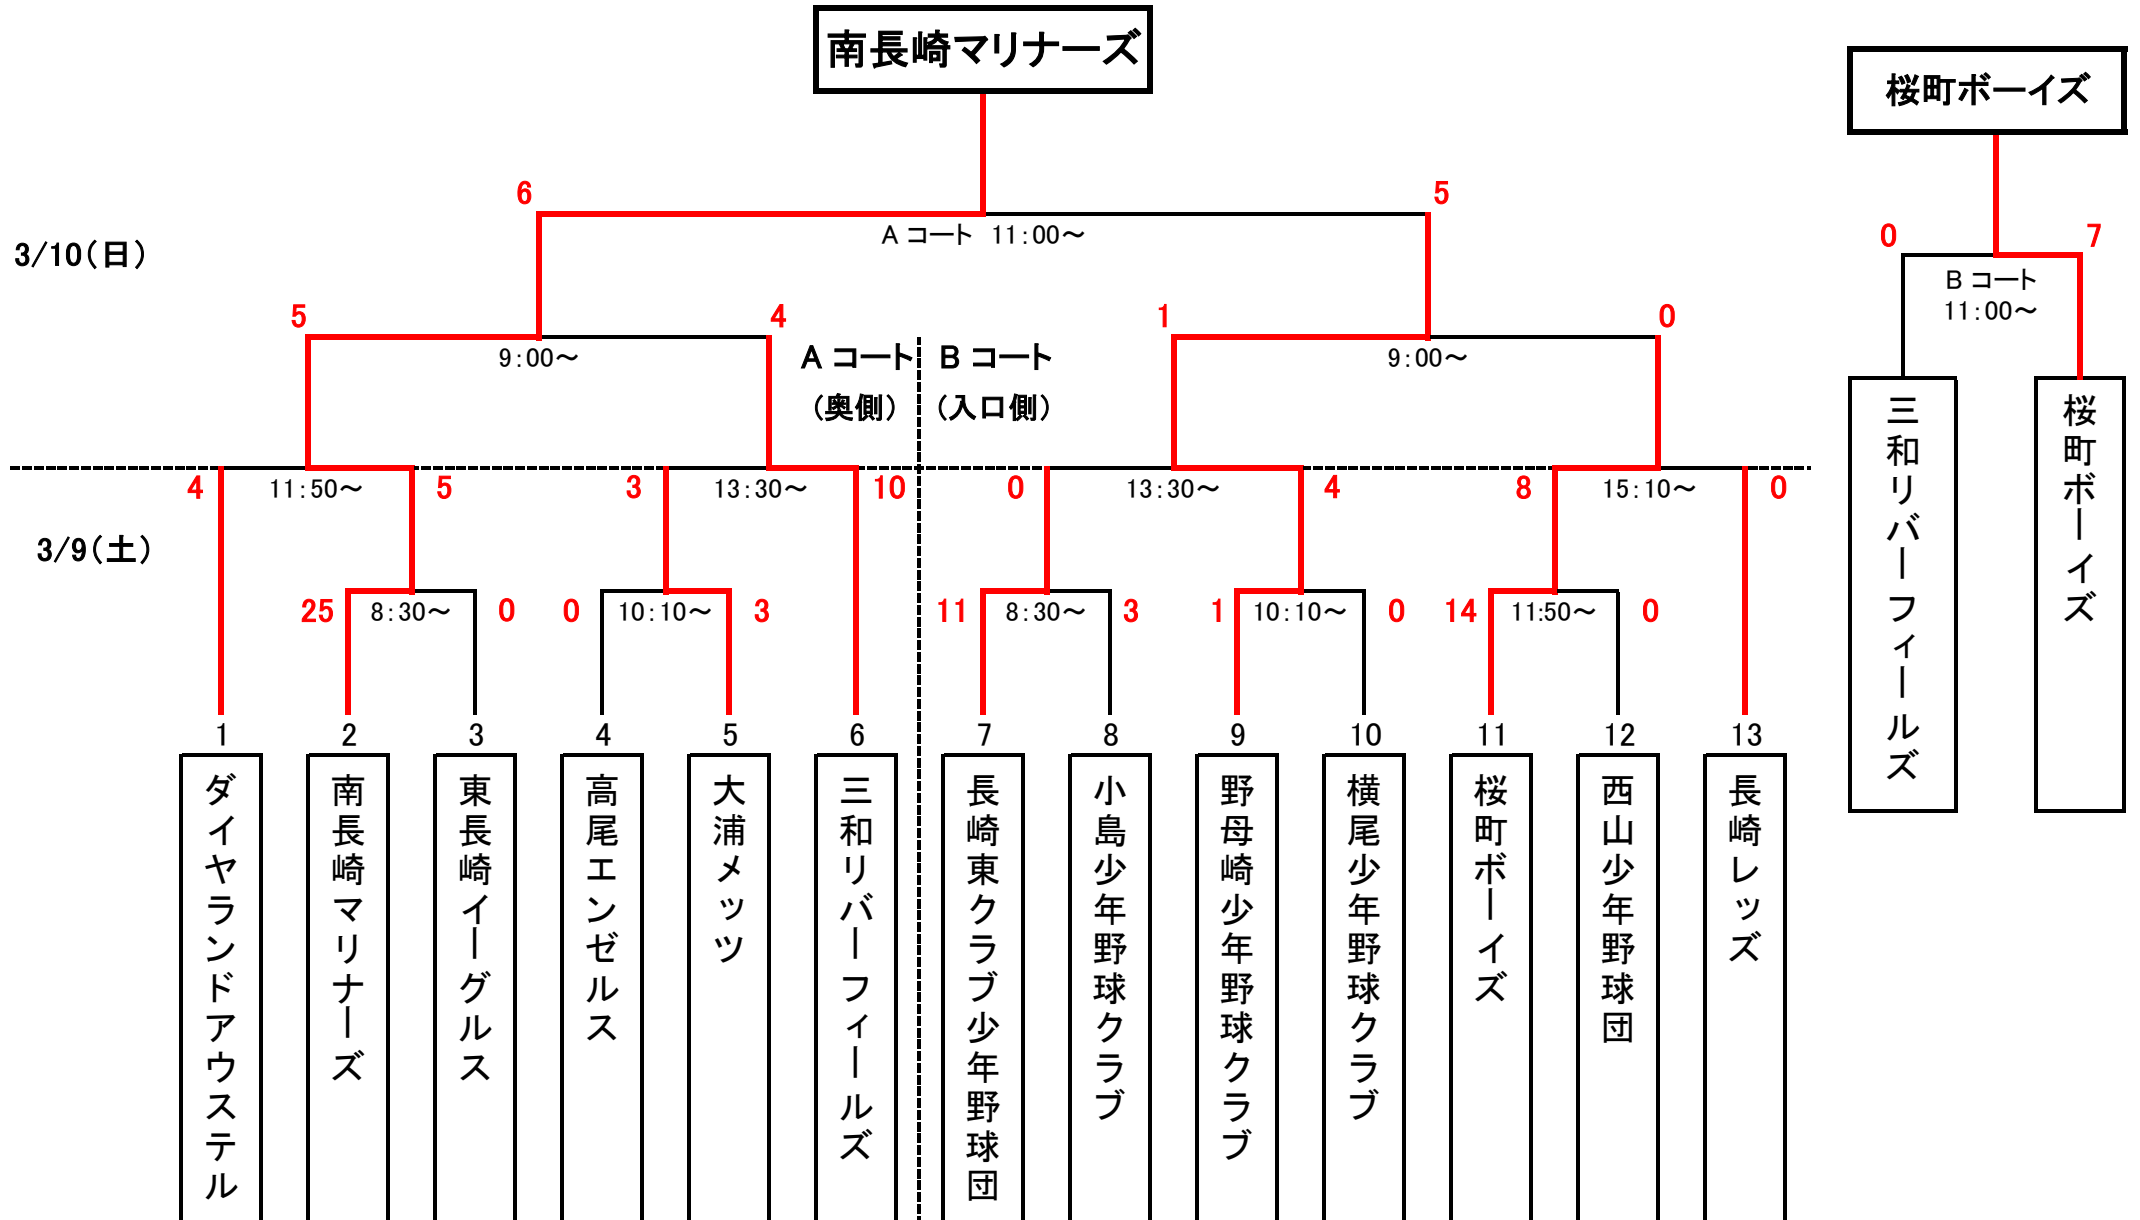 南長崎マリナーズ
桜町ボーイズ
6
5
A コート 11:00～
3/10(日)
0
7
B コート
11:00～
5
4
1
0
9:00～
9:00～
A コート
(奥側)
B コート
(入口側)
三和リバーフィールズ
桜町ボーイズ
4
11:50～
5
3
13:30～
10
0
13:30～
4
8
15:10～
0
3/9(土)
25
8:30～
0
0
10:10～
3
11
8:30～
3
1
10:10～
0
14
11:50～
0
1
2
3
4
5
6
7
8
9
10
11
12
13
ダイヤランドアウステル
南長崎マリナーズ
東長崎イーグルス
高尾エンゼルス
大浦メッツ
三和リバーフィールズ
長崎東クラブ少年野球団
小島少年野球クラブ
野母崎少年野球クラブ
横尾少年野球クラブ
桜町ボーイズ
西山少年野球団
長崎レッズ